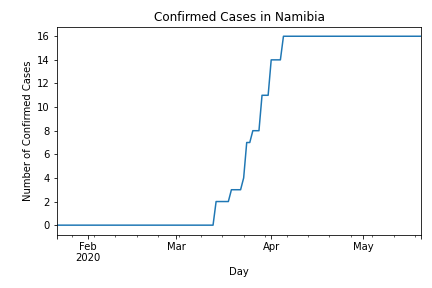 Confirmed Cases in Namibia
Number of Confirmed Cases
16
14
12
10
8
6
4
2
0
Feb
2020
Mar
Apr
May
Day